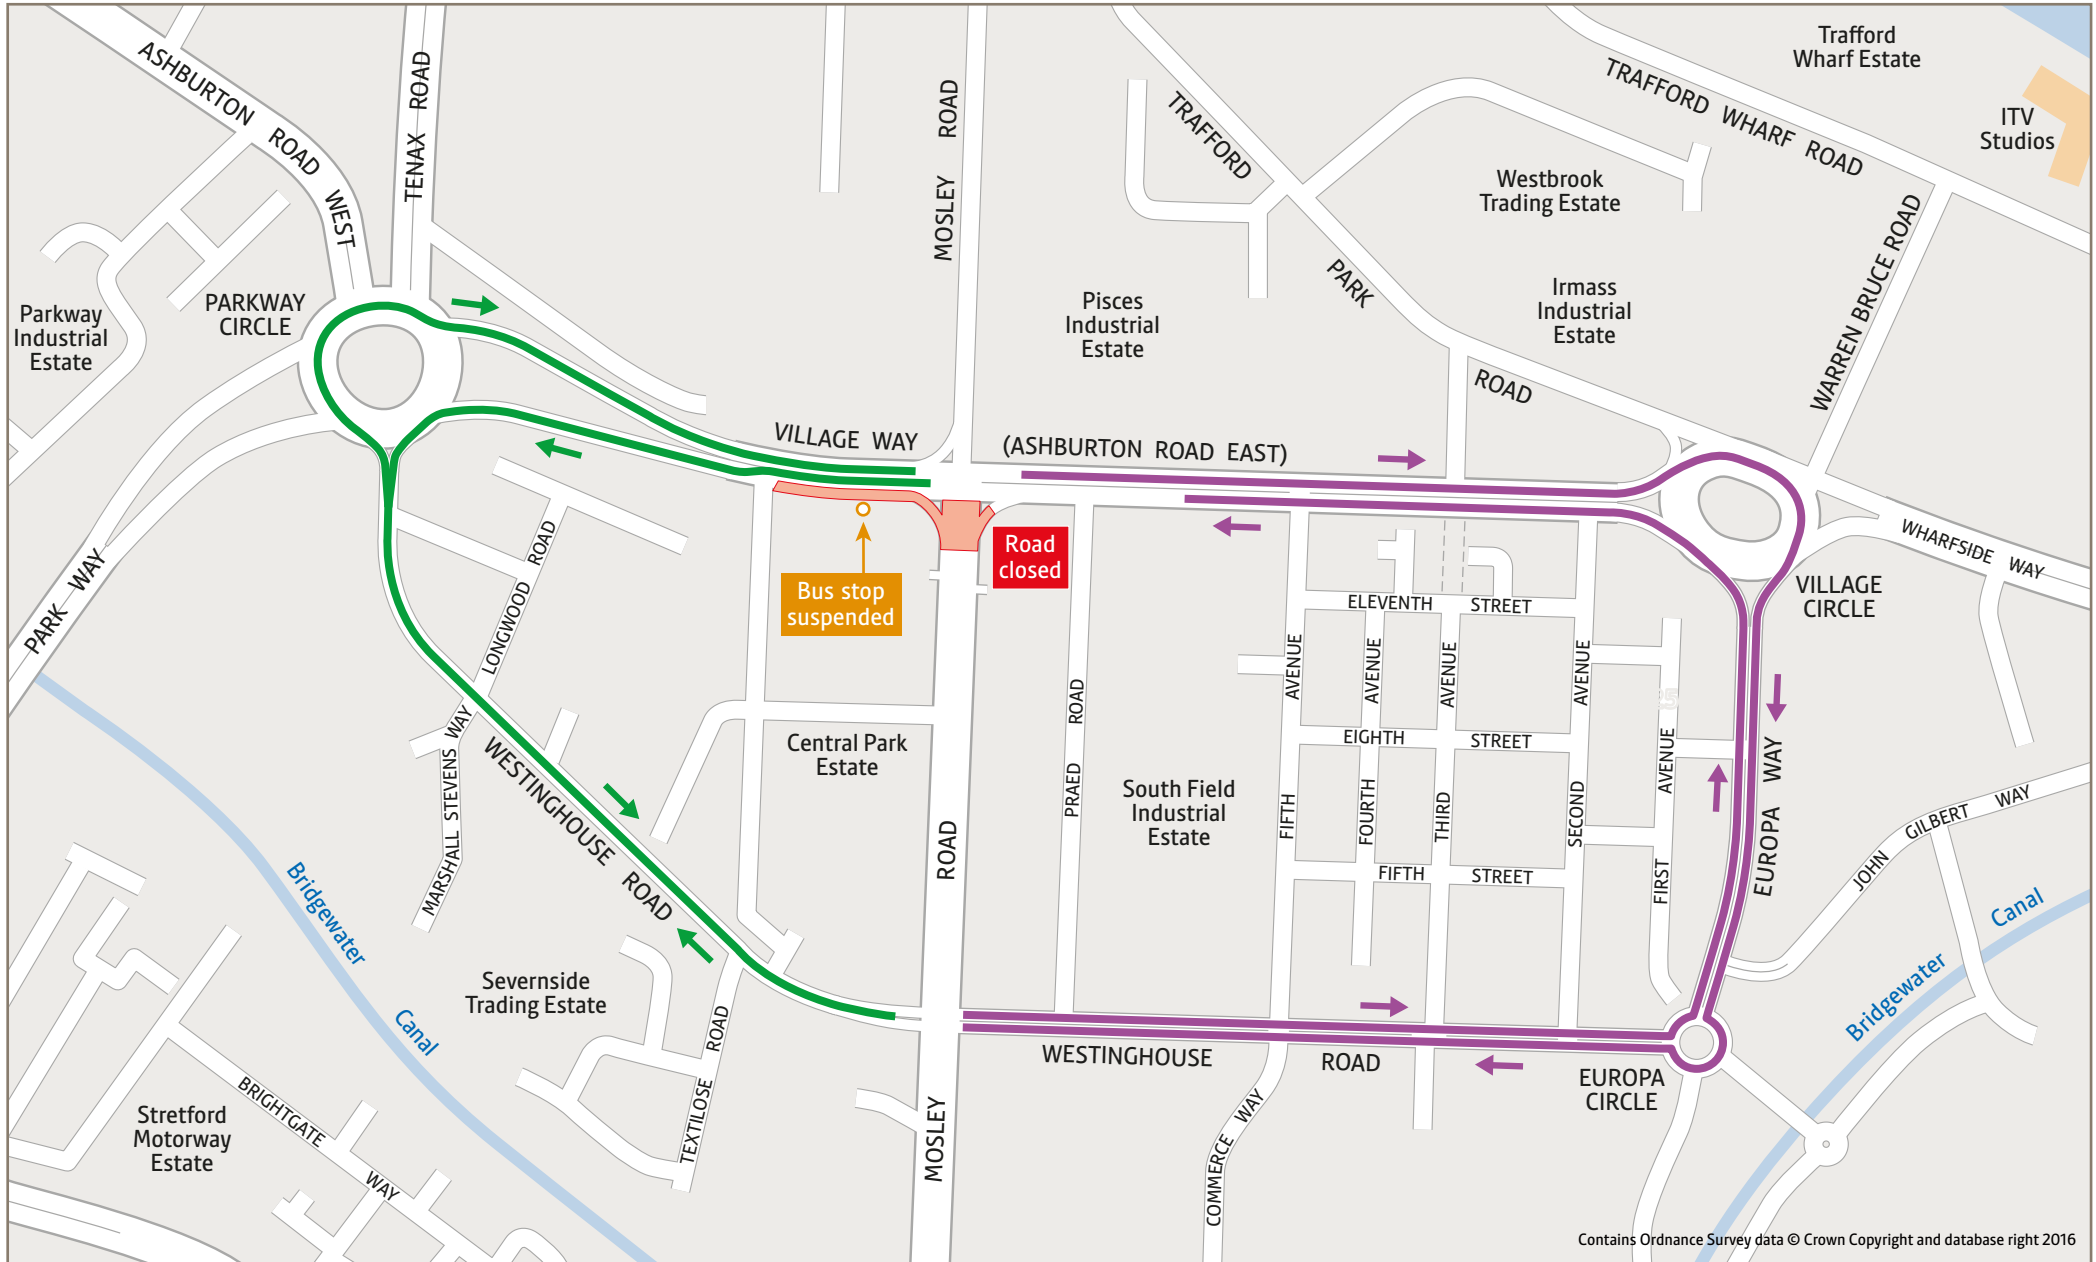 ASHBURTON ROAD WEST
TENAX ROAD
MOSLEY ROAD
TRAFFORD PARK ROAD
TRAFFORD WHARF ROAD
Trafford
Wharf Estate
ITV
Studios
Westbrook
Trading Estate
WARREN BRUCE ROAD
Parkway
Industrial
Estate
PARKWAY
CIRCLE
Pisces
Industrial
Estate
Irmass
Industrial
Estate
VILLAGE WAY
(ASHBURTON ROAD EAST)
Road
closed
Bus stop
suspended
WHARFSIDE WAY
VILLAGE
CIRCLE
PARK WAY
LONGWOOD ROAD
MARSHALL STEVENS WAY
WESTINGHOUSE ROAD
Central Park
Estate
MOSLEY ROAD
PRAED ROAD
South Field
Industrial
Estate
ELEVENTH STREET
EIGHTH STREET
FIFTH STREET
FIFTH AVENUE
FOURTH AVENUE
THIRD AVENUE
SECOND AVENUE
FIRST AVENUE
EUROPA WAY
JOHN GILBERT WAY
Bridgewater Canal
Bridgewater Canal
Severnside
Trading Estate
TEXTILOSE ROAD
WESTINGHOUSE ROAD
EUROPA
CIRCLE
COMMERCE WAY
Stretford
Motorway
Estate
BRIGHTGATE WAY
Contains Ordnance Survey data © Crown Copyright and database right 2016